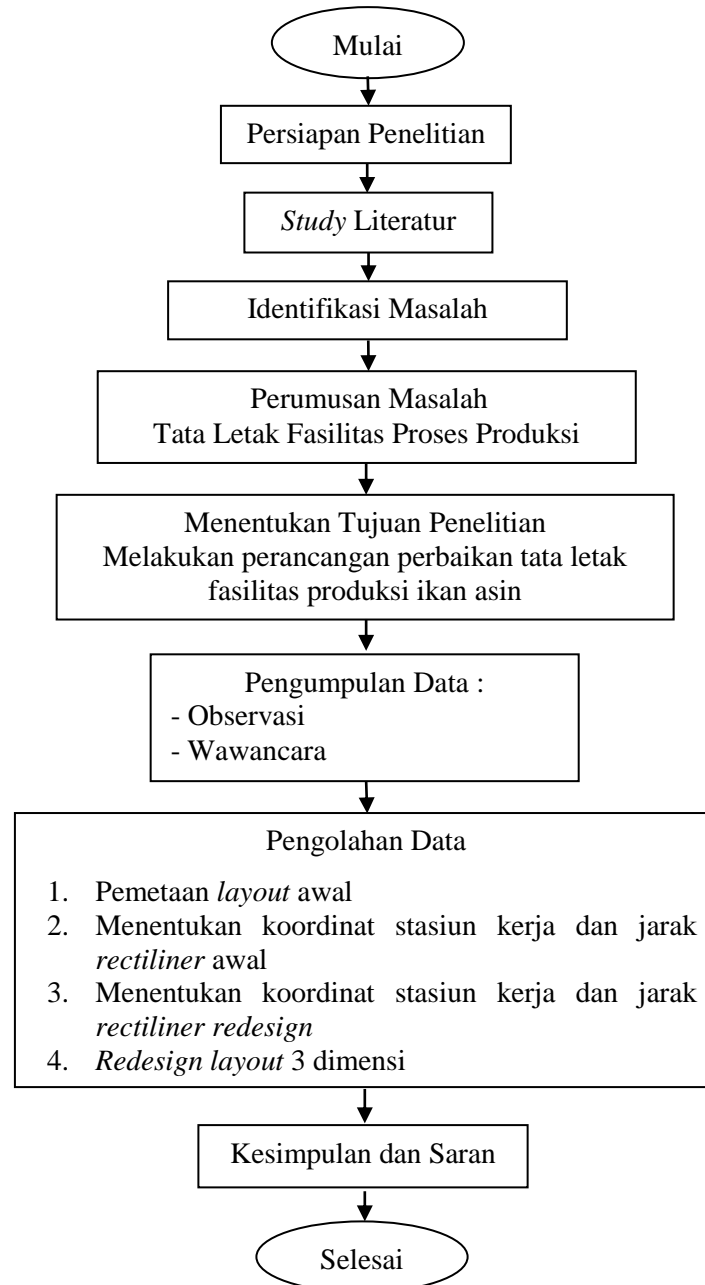 Mulai
Persiapan Penelitian
Study Literatur
Identifikasi Masalah
Perumusan Masalah
Tata Letak Fasilitas Proses Produksi
Menentukan Tujuan Penelitian
Melakukan perancangan perbaikan tata letak
fasilitas produksi ikan asin
Pengumpulan Data :
- Observasi
- Wawancara
Pengolahan Data
1. Pemetaan layout awal
2. Menentukan koordinat stasiun kerja dan jarak
rectiliner awal
3. Menentukan koordinat stasiun kerja dan jarak
rectiliner redesign
4. Redesign layout 3 dimensi
Kesimpulan dan Saran
Selesai